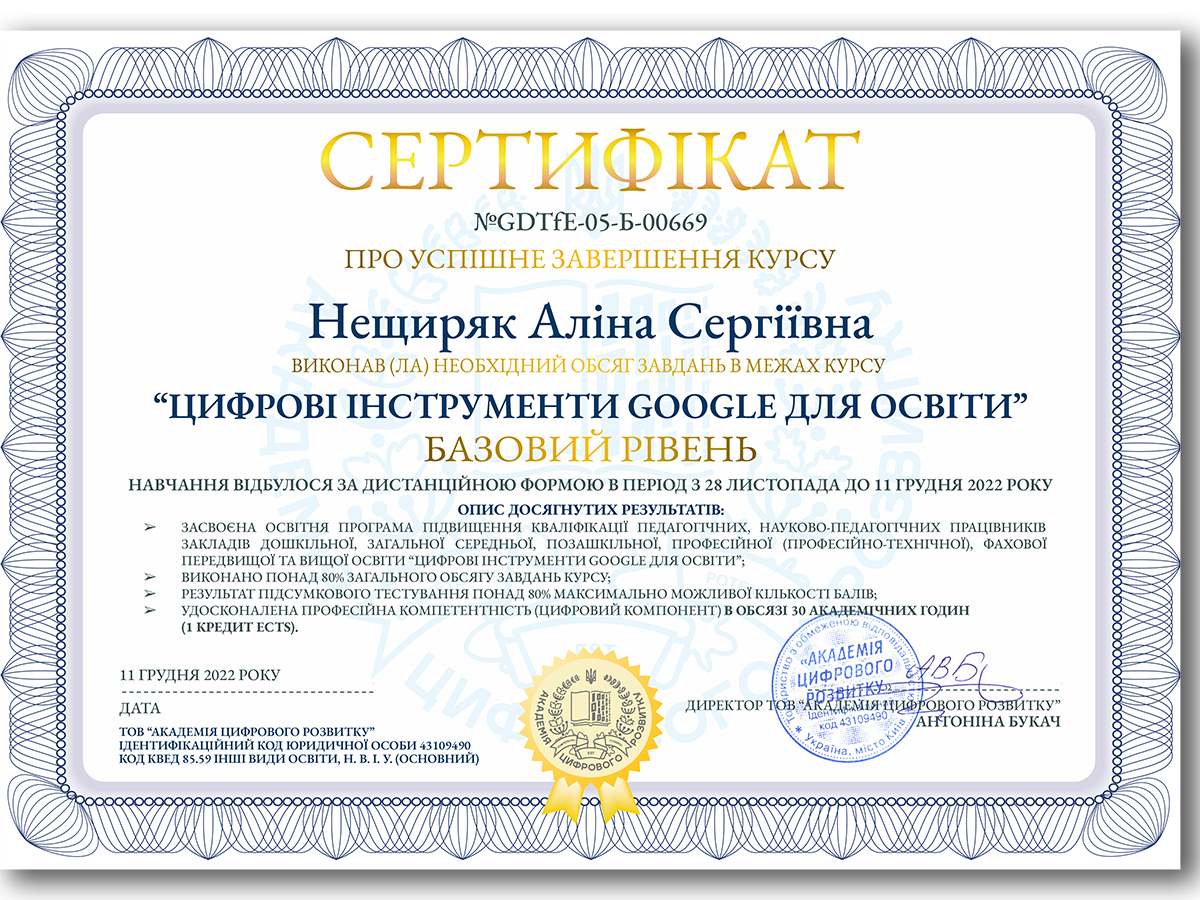 СЕРТИФІКАТ
№GDTfE-05-Б-00669
ПРО УСПІШНЕ ЗАВЕРШЕННЯ КУРСУ
Нещиряк Аліна Сергіївна
ВИКОНАВ (ЛА) НЕОБХІДНИЙ ОБСЯГ ЗАВДАНЬ В МЕЖАХ КУРСУ
“ЦИФРОВІ ІНСТРУМЕНТИ GOOGLE ДЛЯ ОСВІТИ”
БАЗОВИЙ РІВЕНЬ
НАВЧАННЯ ВІДБУЛОСЯ ЗА ДИСТАНЦІЙНОЮ ФОРМОЮ В ПЕРІОД З 28 ЛИСТОПАДА ДО 11 ГРУДНЯ 2022 РОКУ
ОПИС ДОСЯГНУТИХ РЕЗУЛЬТАТІВ:
➢ ЗАСВОЄНА ОСВІТНЯ ПРОГРАМА ПІДВИЩЕННЯ КВАЛІФІКАЦІЇ ПЕДАГОГІЧНИХ, НАУКОВО-ПЕДАГОГІЧНИХ ПРАЦІВНИКІВ
ЗАКЛАДІВ ДОШКІЛЬНОЇ, ЗАГАЛЬНОЇ СЕРЕДНЬОЇ, ПОЗАШКІЛЬНОЇ, ПРОФЕСІЙНОЇ (ПРОФЕСІЙНО-ТЕХНІЧНОЇ), ФАХОВОЇ
ПЕРЕДВИЩОЇ ТА ВИЩОЇ ОСВІТИ “ЦИФРОВІ ІНСТРУМЕНТИ GOOGLE ДЛЯ ОСВІТИ”;
➢ ВИКОНАНО ПОНАД 80% ЗАГАЛЬНОГО ОБСЯГУ ЗАВДАНЬ КУРСУ;
➢ РЕЗУЛЬТАТ ПІДСУМКОВОГО ТЕСТУВАННЯ ПОНАД 80% МАКСИМАЛЬНО МОЖЛИВОЇ КІЛЬКОСТІ БАЛІВ;
➢ УДОСКОНАЛЕНА ПРОФЕСІЙНА КОМПЕТЕНТНІСТЬ (ЦИФРОВИЙ КОМПОНЕНТ) В ОБСЯЗІ 30 АКАДЕМІЧНИХ ГОДИН
(1 КРЕДИТ ECTS).
11 ГРУДНЯ 2022 РОКУ
ДАТА
ТОВ “АКАДЕМІЯ ЦИФРОВОГО РОЗВИТКУ”
ІДЕНТИФІКАЦІЙНИЙ КОД ЮРИДИЧНОЇ ОСОБИ 43109490
КОД КВЕД 85.59 ІНШІ ВИДИ ОСВІТИ, Н. В. І. У. (ОСНОВНИЙ)
АКАДЕМІЯ ЦИФРОВОГО РОЗВИТКУ
Товариство з обмеженою відповідальністю
“АКАДЕМІЯ
ЦИФРОВОГО
РОЗВИТКУ”
код 43109490
* Україна, місто Київ
ДИРЕКТОР ТОВ “АКАДЕМІЯ ЦИФРОВОГО РОЗВИТКУ”
АНТОНІНА БУКАЧ